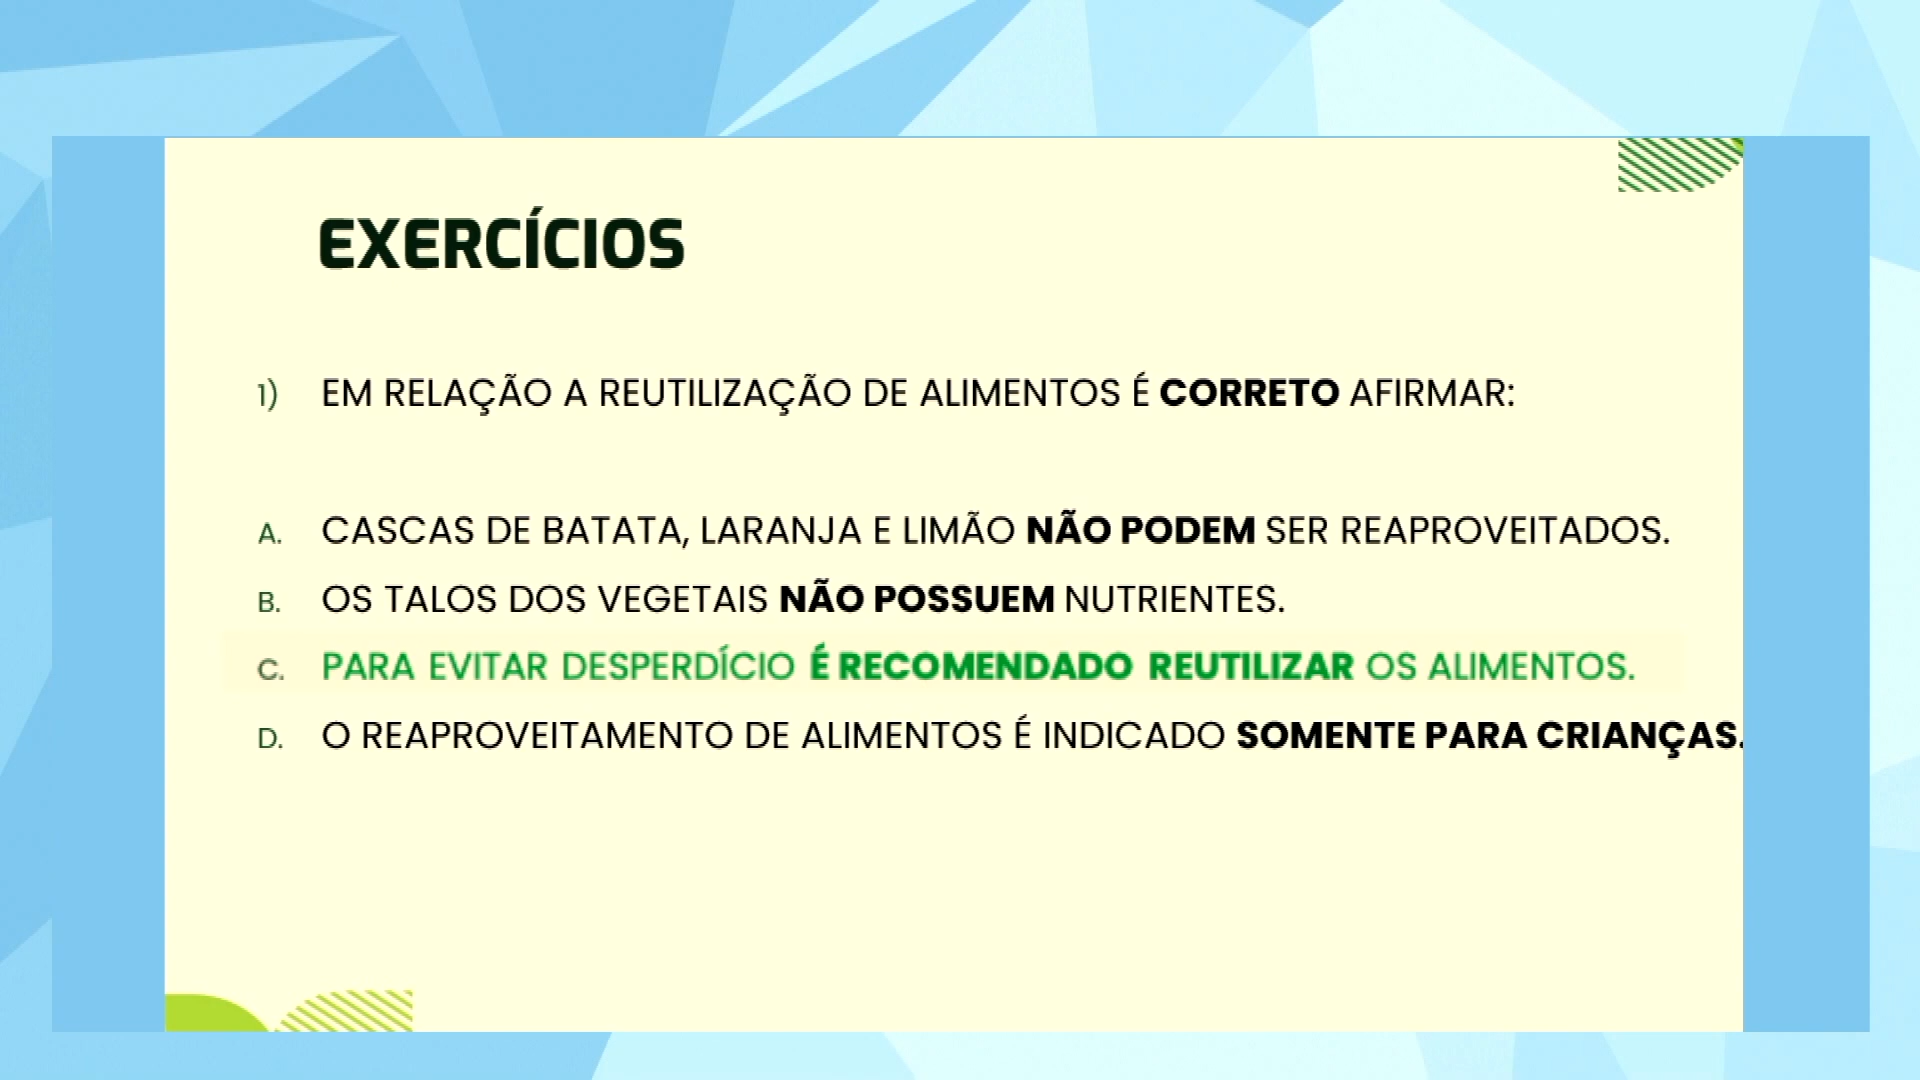 EXERCÍCIOS
1) EM RELAÇÃO A REUTILIZAÇÃO DE ALIMENTOS É CORRETO AFIRMAR:
A. CASCAS DE BATATA, LARANJA E LIMÃO NÃO PODEM SER REAPROVEITADOS.
B. OS TALOS DOS VEGETAIS NÃO POSSUEM NUTRIENTES.
C. PARA EVITAR DESPERDÍCIO É RECOMENDADO REUTILIZAR OS ALIMENTOS.
D. O REAPROVEITAMENTO DE ALIMENTOS É INDICADO SOMENTE PARA CRIANÇAS.